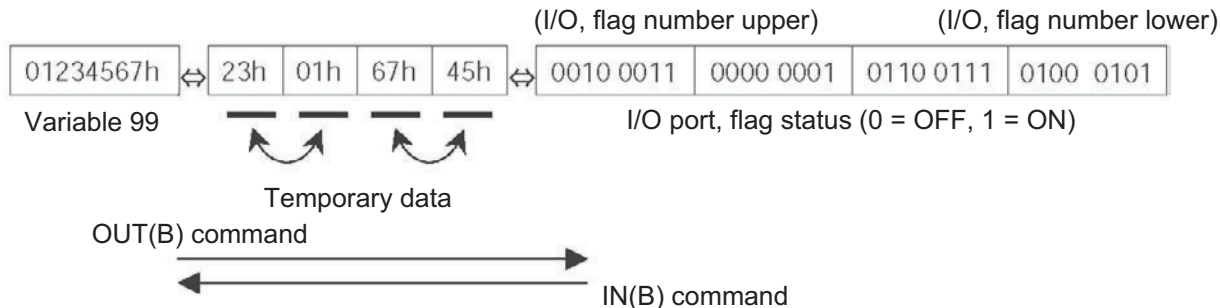 (I/O, flag number upper) (I/O, flag number lower)
01234567h ⇔ 23h 01h 67h 45h ⇔ 0010 0011 0000 0001 0110 0111 0100 0101
Variable 99 I/O port, flag status (0 = OFF, 1 = ON)
Temporary data
OUT(B) command
IN(B) command